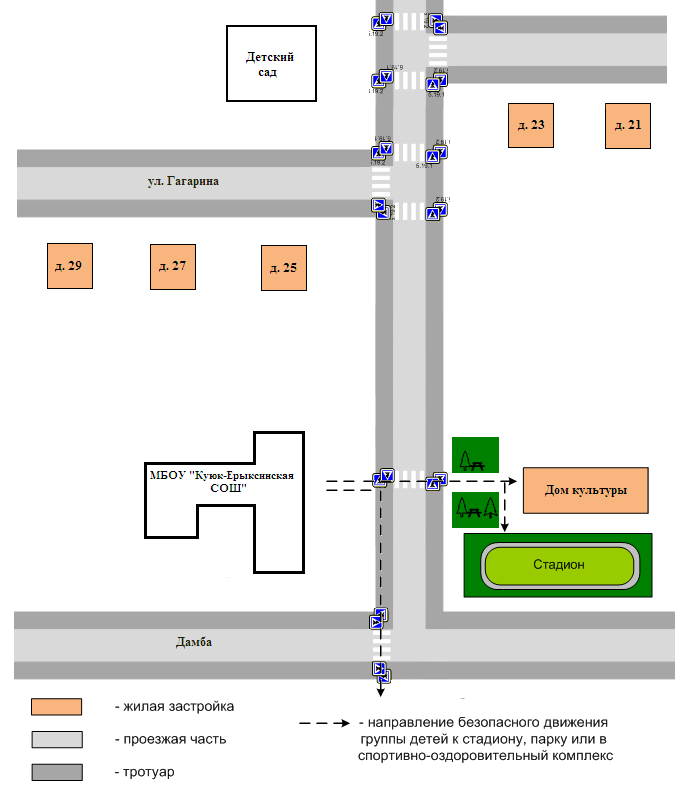 Детский
сад
д. 23
д. 21
ул. Гагарина
д. 29
д. 27
д. 25
МБОУ "Куюк-Ерыксинская
СОШ"
Дом культуры
Стадион
Дамба
- жилая застройка
- проезжая часть
- тротуар
- направление безопасного движения
группы детей к стадиону, парку или в
спортивно-оздоровительный комплекс